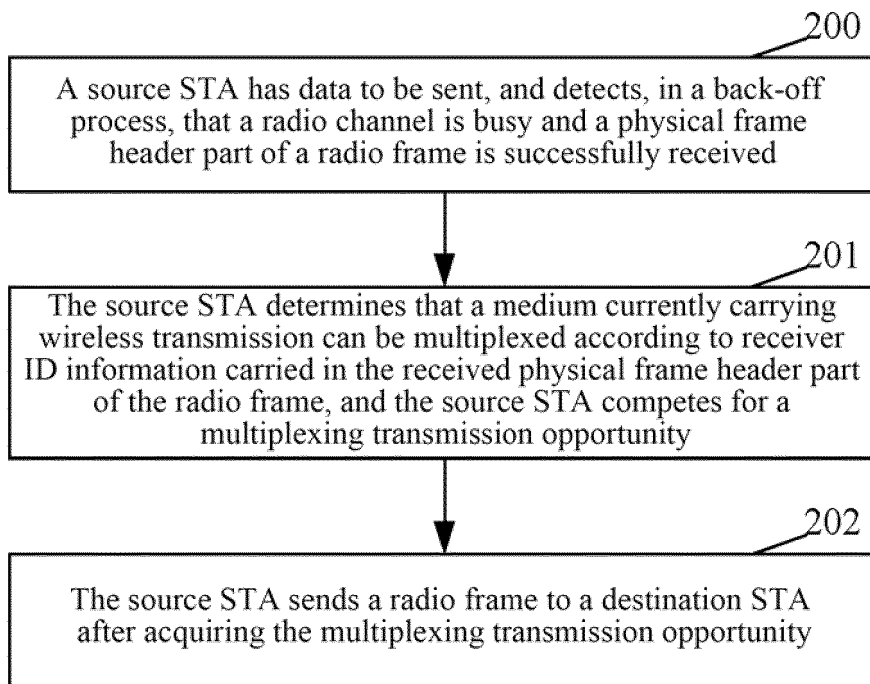 200
A source STA has data to be sent, and detects, in a back-off
process, that a radio channel is busy and a physical frame
header part of a radio frame is successfully received
201
The source STA determines that a medium currently carrying
wireless transmission can be multiplexed according to receiver
ID information carried in the received physical frame header part
of the radio frame, and the source STA competes for a
multiplexing transmission opportunity
202
The source STA sends a radio frame to a destination STA
after acquiring the multiplexing transmission opportunity